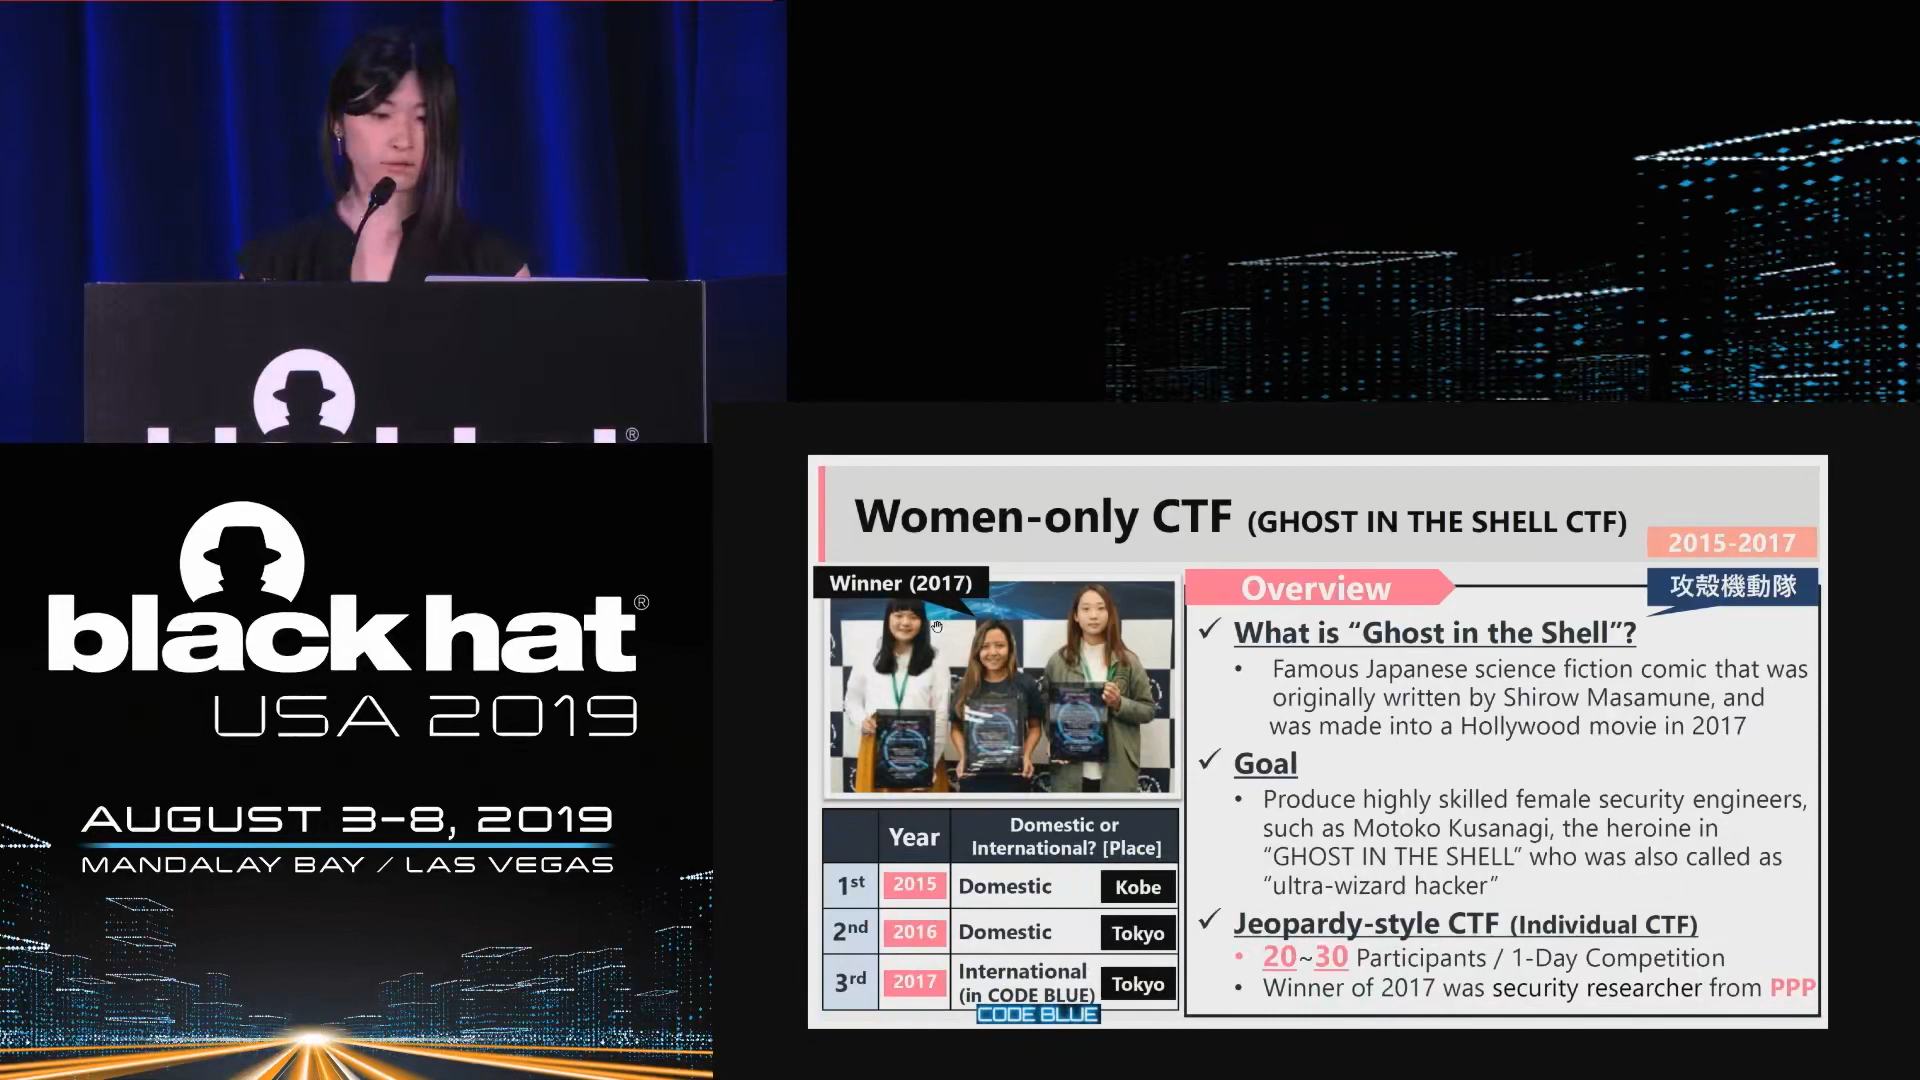 ®
black hat®
USA 2019
AUGUST 3–8, 2019
MANDALAY BAY / LAS VEGAS
Women-only CTF (GHOST IN THE SHELL CTF)
2015-2017
Winner (2017)
Year
Domestic or
International? [Place]
1st 2015 Domestic Kobe
2nd 2016 Domestic Tokyo
3rd 2017 International
(in CODE BLUE) Tokyo
CODE BLUE
Overview
攻殻機動隊
✓ What is “Ghost in the Shell”?
• Famous Japanese science fiction comic that was
originally written by Shirow Masamune, and
was made into a Hollywood movie in 2017
✓ Goal
• Produce highly skilled female security engineers,
such as Motoko Kusanagi, the heroine in
“GHOST IN THE SHELL” who was also called as
“ultra-wizard hacker”
✓ Jeopardy-style CTF (Individual CTF)
• 20~30 Participants / 1-Day Competition
• Winner of 2017 was security researcher from PPP